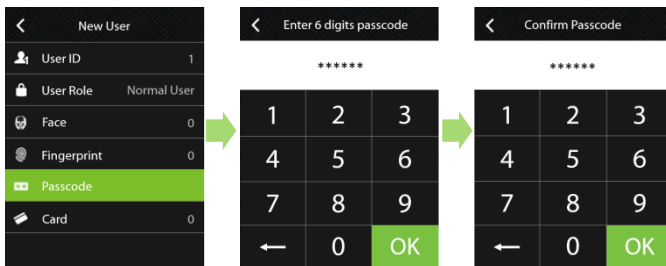 New User
User ID 1
User Role Normal User
Face 0
Fingerprint 0
Passcode
Card 0
Enter 6 digits passcode
******
1 2 3
4 5 6
7 8 9
← 0 OK
Confirm Passcode
******
1 2 3
4 5 6
7 8 9
← 0 OK